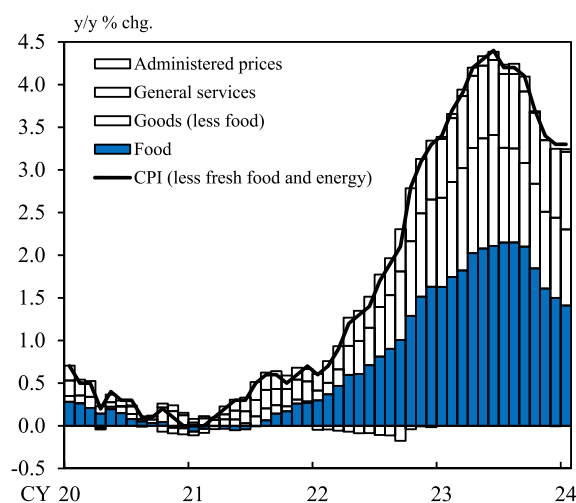 y/y % chg.
4.5
4.0
3.5
3.0
2.5
2.0
1.5
1.0
0.5
0.0
-0.5
Administered prices
General services
Goods (less food)
Food
CPI (less fresh food and energy)
CY 20 21 22 23 24